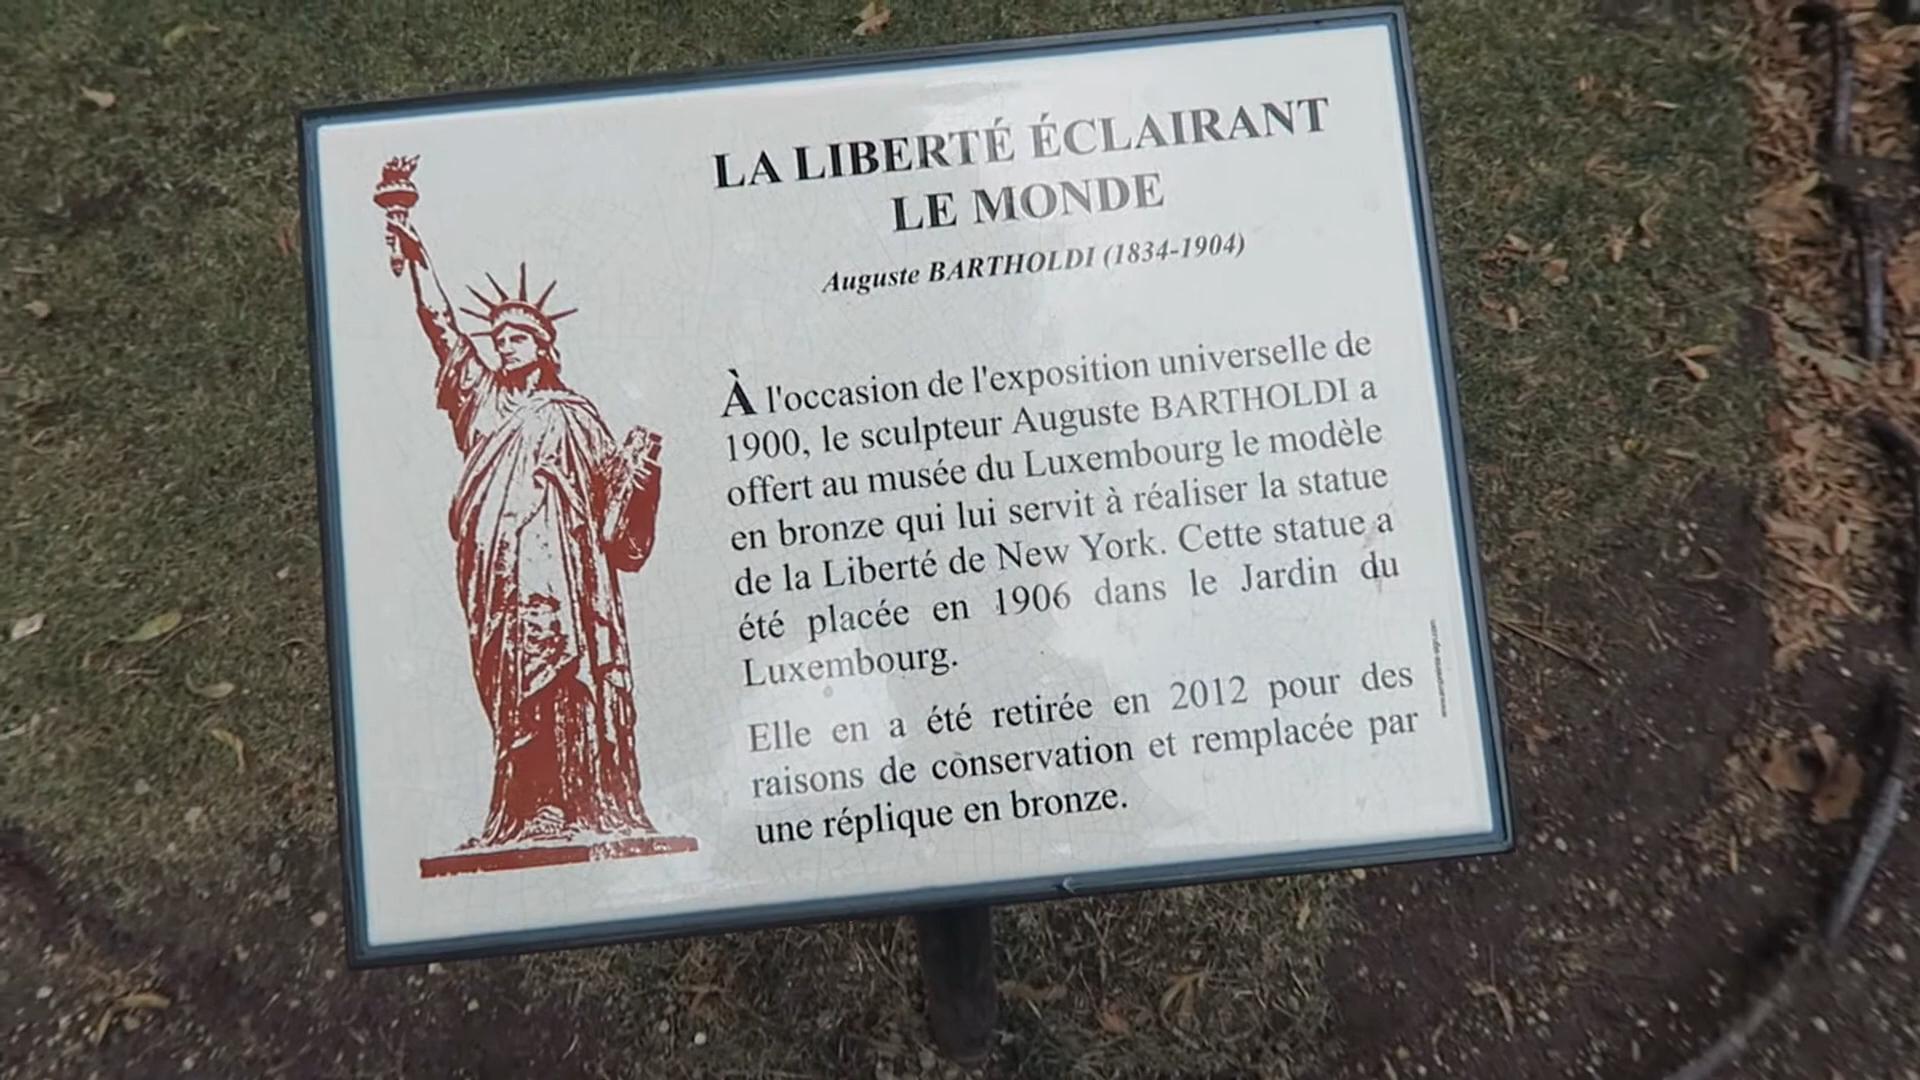 LA LIBERTÉ ÉCLAIRANT
LE MONDE
Auguste BARTHOLDI (1834-1904)
À l'occasion de l'exposition universelle de
1900, le sculpteur Auguste BARTHOLDI a
offert au musée du Luxembourg le modèle
en bronze qui lui servit à réaliser la statue
de la Liberté de New York. Cette statue a
été placée en 1906 dans le Jardin du
Luxembourg.
Elle en a été retirée en 2012 pour des
raisons de conservation et remplacée par
une réplique en bronze.